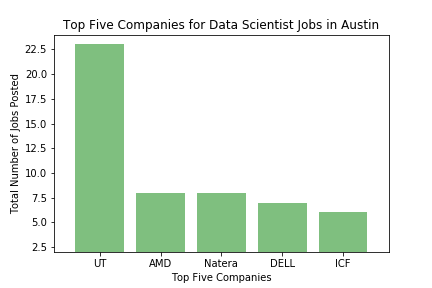 Top Five Companies for Data Scientist Jobs in Austin
Total Number of Jobs Posted
22.5
20.0
17.5
15.0
12.5
10.0
7.5
5.0
2.5
UT AMD Natera DELL ICF
Top Five Companies